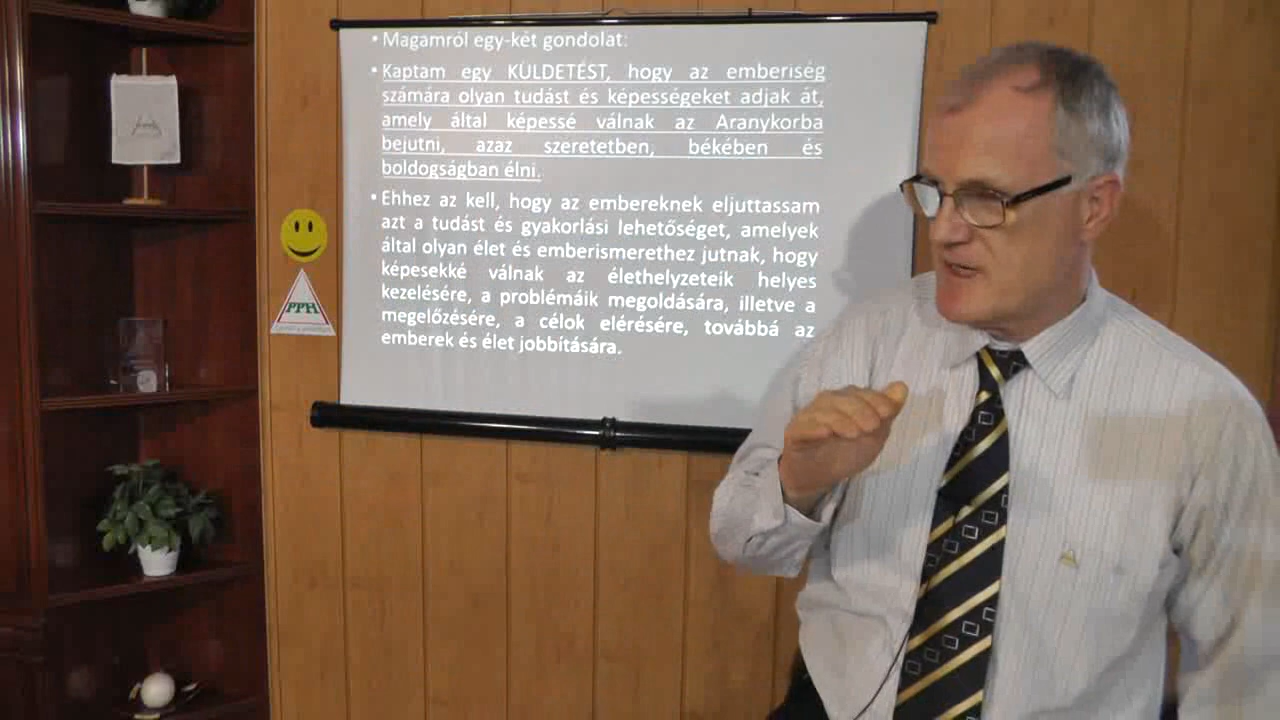 • Magamról egy-két gondolat:
• Kaptam egy KÜLDETÉST, hogy az emberiség
számára olyan tudást és képességeket adjak át,
amely által képessé válnak az Aranykorba
bejutni, azaz szeretetben, békében és
boldogságban élni.
• Ehhez az kell, hogy az embereknek eljuttassam
azt a tudást és gyakorlási lehetőséget, amelyek
által olyan élet és emberismerethez jutnak, hogy
képesekké válnak az élethelyzeteik helyes
kezelésére, a problémáik megoldására, illetve a
megelőzésére, a célok elérésére, továbbá az
emberek és élet jobbítására.
PPH